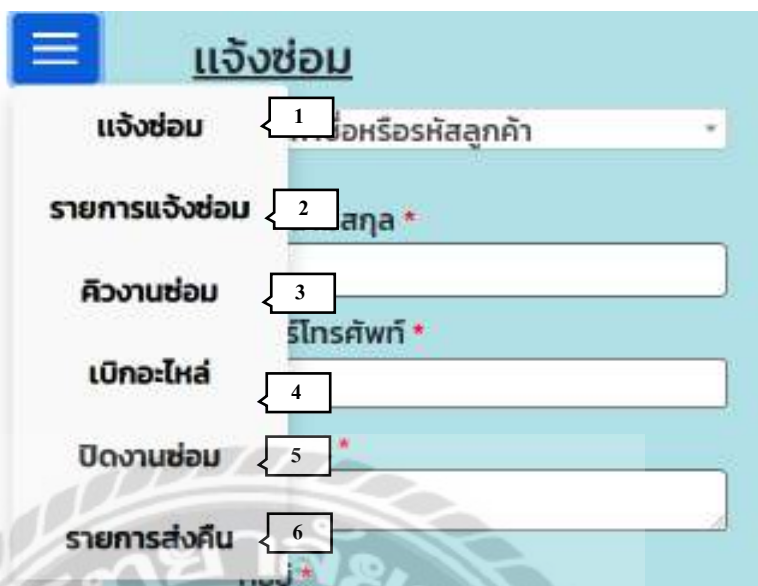 แจ้งซ่อม
แจ้งซ่อม
1
ชื่อหรือรหัสลูกค้า
รายการแจ้งซ่อม
2
สกุล *
คิวงานซ่อม
3
โทรศัพท์ *
เบิกอะไหล่
4
ปิดงานซ่อม
5
*
รายการส่งคืน
6